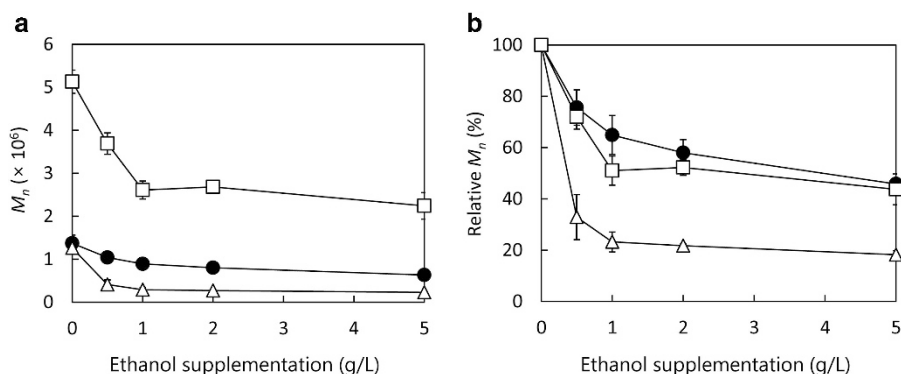 a
6
5
4
3
2
1
0
Mn (× 10⁶)
0 1 2 3 4 5
Ethanol supplementation (g/L)
b
100
80
60
40
20
0
Relative Mn (%)
0 1 2 3 4 5
Ethanol supplementation (g/L)